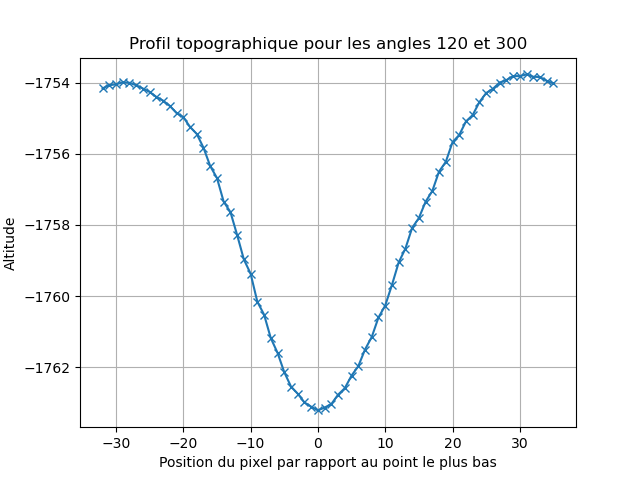 Profil topographique pour les angles 120 et 300
−1754
−1756
−1758
−1760
−1762
Altitude
−30 −20 −10 0 10 20 30
Position du pixel par rapport au point le plus bas